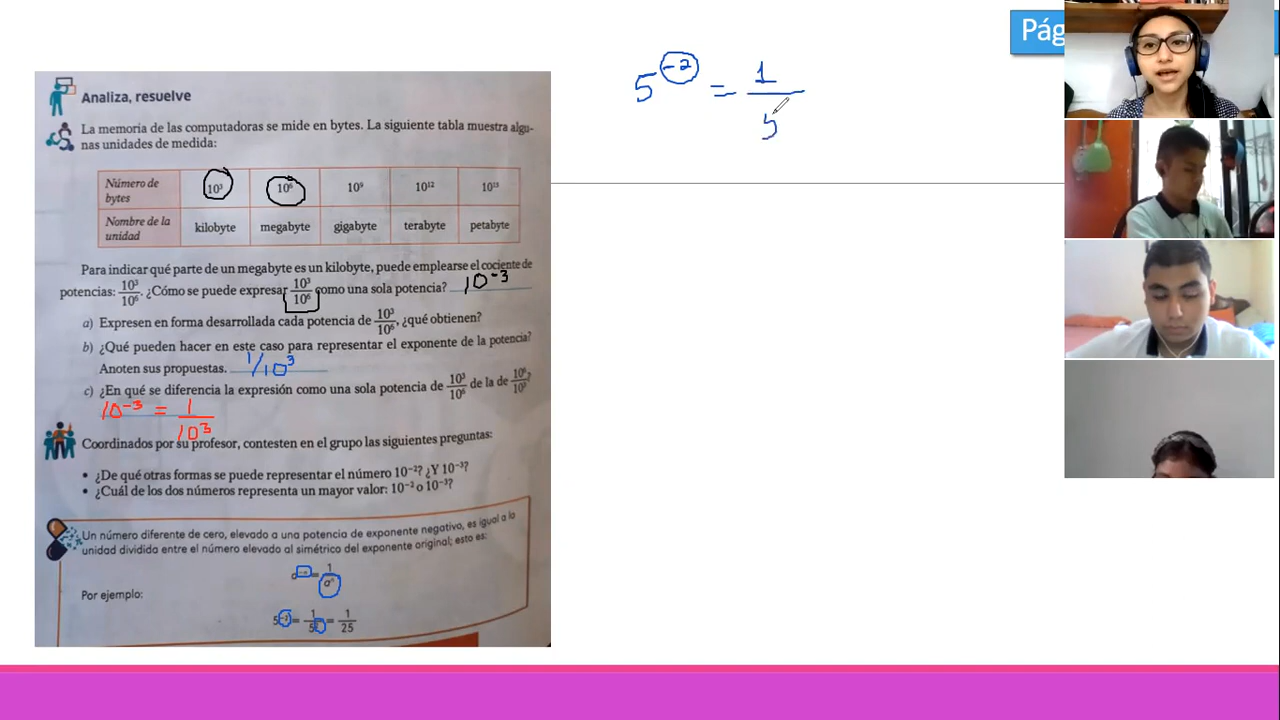 Pág
5⁻² = 1/5
Analiza, resuelve
La memoria de las computadoras se mide en bytes. La siguiente tabla muestra algu-
nas unidades de medida:
Número de bytes 10³ 10⁶ 10⁹ 10¹² 10¹⁵
Nombre de la unidad kilobyte megabyte gigabyte terabyte petabyte
Para indicar qué parte de un megabyte es un kilobyte, puede emplearse el cociente de
potencias: 10³/10⁶. ¿Cómo se puede expresar 10³/10⁶ como una sola potencia? 10⁻³
a) Expresen en forma desarrollada cada potencia de 10³/10⁶, ¿qué obtienen?
b) ¿Qué pueden hacer en este caso para representar el exponente de la potencia?
Anoten sus propuestas. 1/10³
c) ¿En qué se diferencia la expresión como una sola potencia de 10³/10⁶ de la de 10⁶/10³?
10⁻³ = 1/10³
Coordinados por su profesor, contesten en el grupo las siguientes preguntas:
• ¿De qué otras formas se puede representar el número 10⁻²? ¿Y 10⁻³?
• ¿Cuál de los dos números representa un mayor valor: 10⁻² o 10⁻³?
Un número diferente de cero, elevado a una potencia de exponente negativo, es igual a la
unidad dividida entre el número elevado al simétrico del exponente original; esto es:
a⁻ⁿ = 1/aⁿ
Por ejemplo:
5⁻² = 1/5² = 1/25